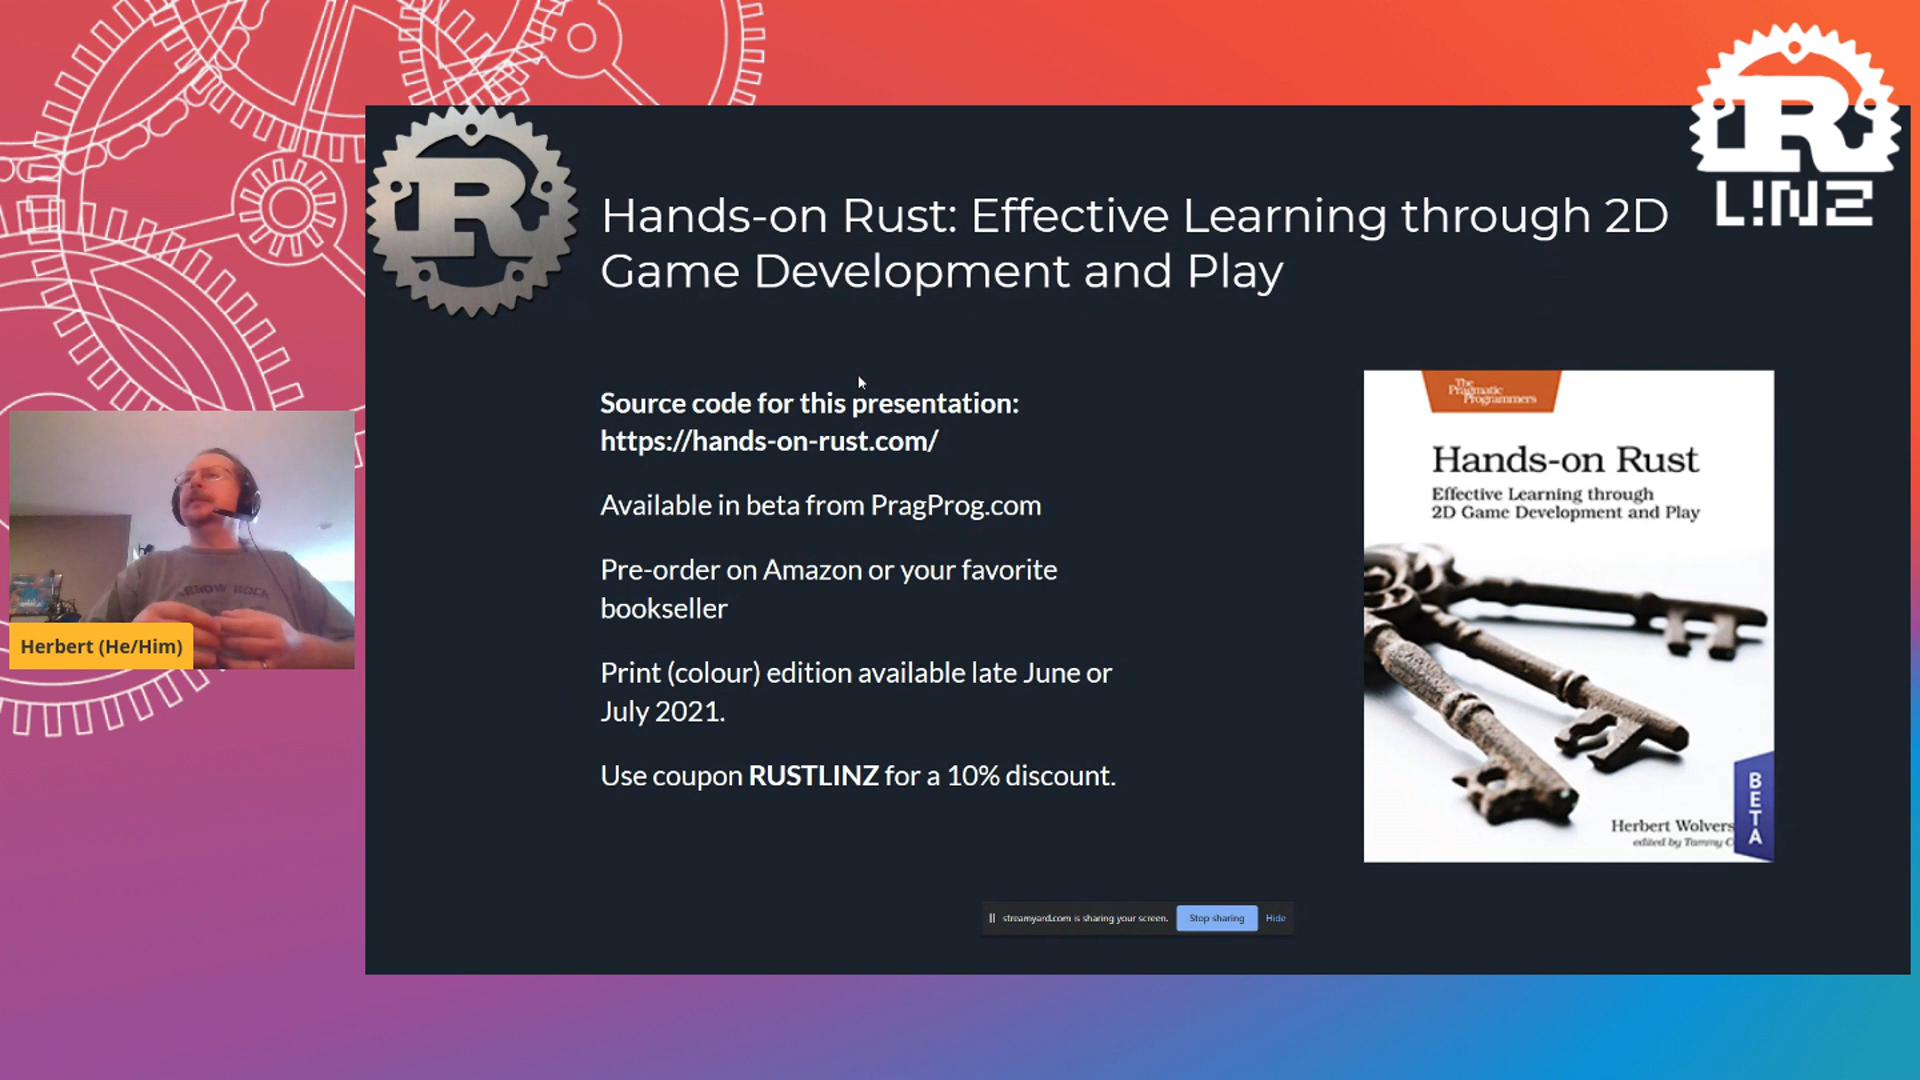 R
L!NZ
R
Hands-on Rust: Effective Learning through 2D
Game Development and Play
Source code for this presentation:
https://hands-on-rust.com/
Available in beta from PragProg.com
Pre-order on Amazon or your favorite
bookseller
Print (colour) edition available late June or
July 2021.
Use coupon RUSTLINZ for a 10% discount.
The
Pragmatic
Programmers
Hands-on Rust
Effective Learning through
2D Game Development and Play
Herbert Wolvers
edited by Tammy C
BETA
Herbert (He/Him)
streamyard.com is sharing your screen.
Stop sharing
Hide